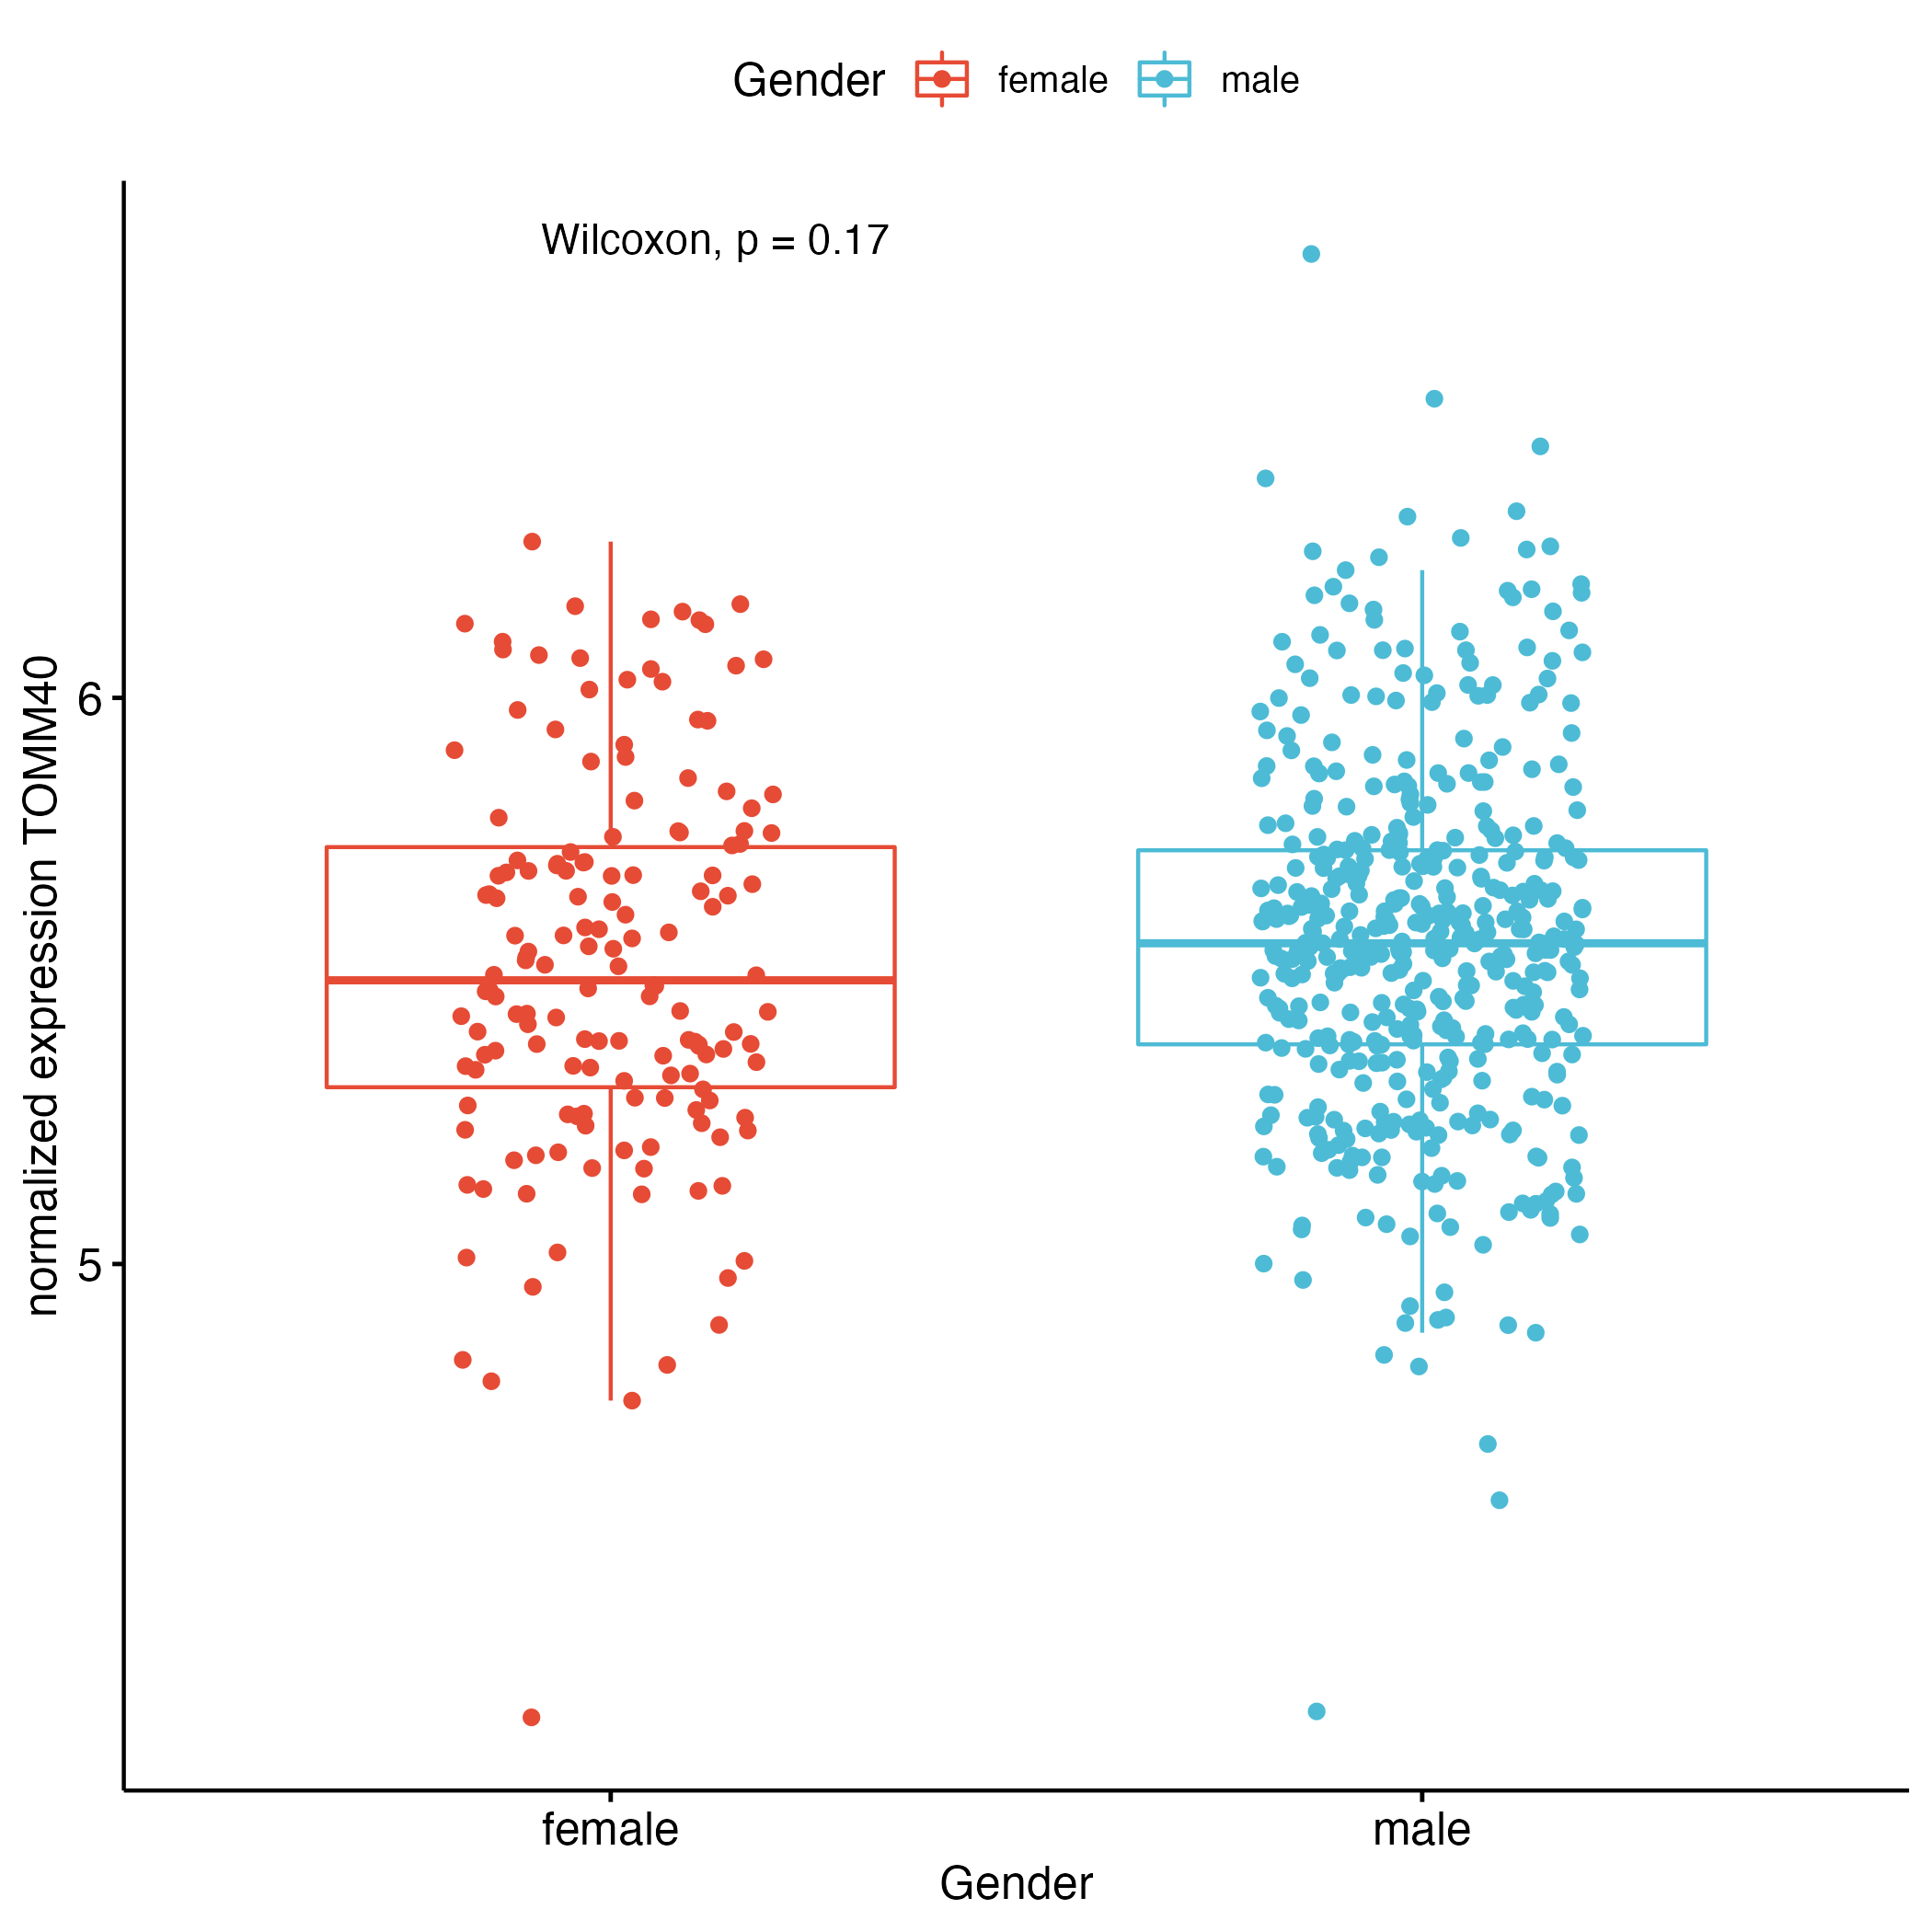 Gender female male
Wilcoxon, p = 0.17
normalized expression TOMM40
6
5
female male
Gender